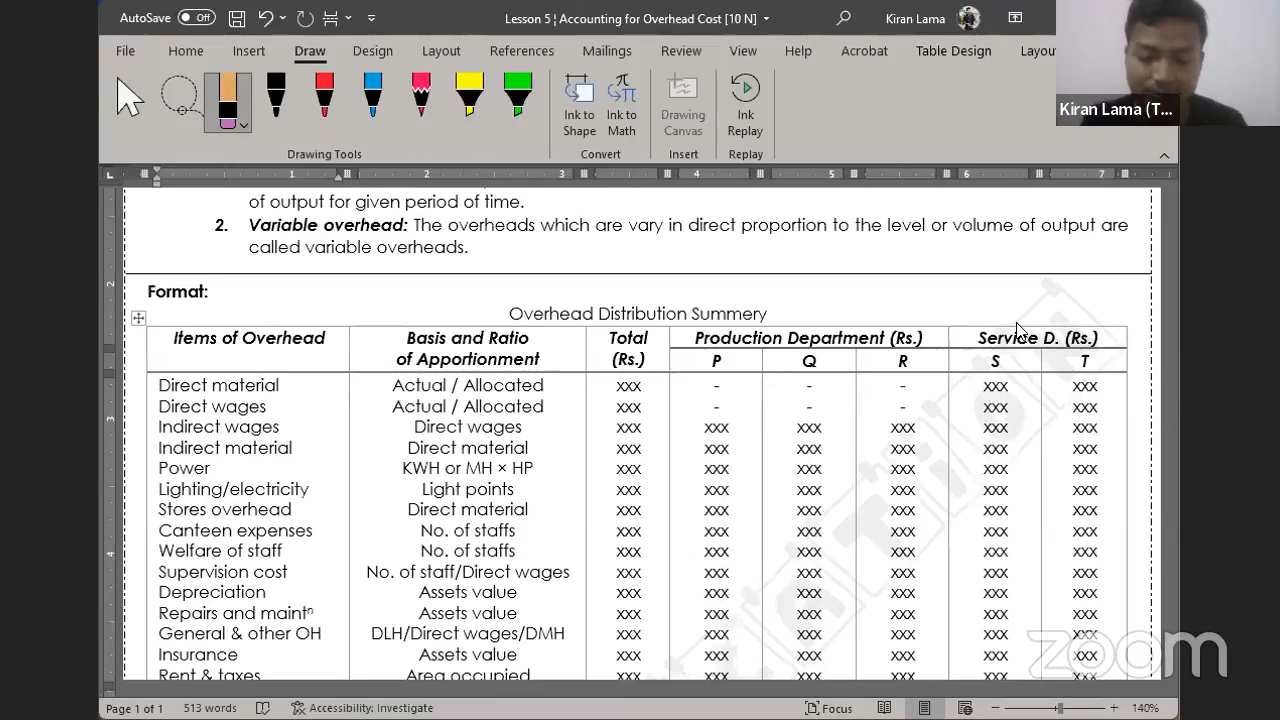 AutoSave Off Lesson 5 | Accounting for Overhead Cost [10 N] Kiran Lama
File Home Insert Draw Design Layout References Mailings Review View Help Acrobat Table Design Layou
Ink to Shape Ink to Math Drawing Canvas Ink Replay
Drawing Tools Convert Insert Replay
Kiran Lama (T...
1 2 3 4 5 6 7
of output for given period of time.
2. Variable overhead: The overheads which are vary in direct proportion to the level or volume of output are
called variable overheads.
Format:
Overhead Distribution Summery
Items of Overhead Basis and Ratio of Apportionment Total (Rs.) Production Department (Rs.) Service D. (Rs.)
P Q R S T
Direct material Actual / Allocated xxx - - - xxx xxx
Direct wages Actual / Allocated xxx - - - xxx xxx
Indirect wages Direct wages xxx xxx xxx xxx xxx xxx
Indirect material Direct material xxx xxx xxx xxx xxx xxx
Power KWH or MH × HP xxx xxx xxx xxx xxx xxx
Lighting/electricity Light points xxx xxx xxx xxx xxx xxx
Stores overhead Direct material xxx xxx xxx xxx xxx xxx
Canteen expenses No. of staffs xxx xxx xxx xxx xxx xxx
Welfare of staff No. of staffs xxx xxx xxx xxx xxx xxx
Supervision cost No. of staff/Direct wages xxx xxx xxx xxx xxx xxx
Depreciation Assets value xxx xxx xxx xxx xxx xxx
Repairs and maintⁿ Assets value xxx xxx xxx xxx xxx xxx
General & other OH DLH/Direct wages/DMH xxx xxx xxx xxx xxx xxx
Insurance Assets value xxx xxx xxx xxx xxx xxx
Rent & taxes Area occupied xxx xxx xxx xxx xxx xxx
zoom
Page 1 of 1 513 words Accessibility: Investigate Focus 140%